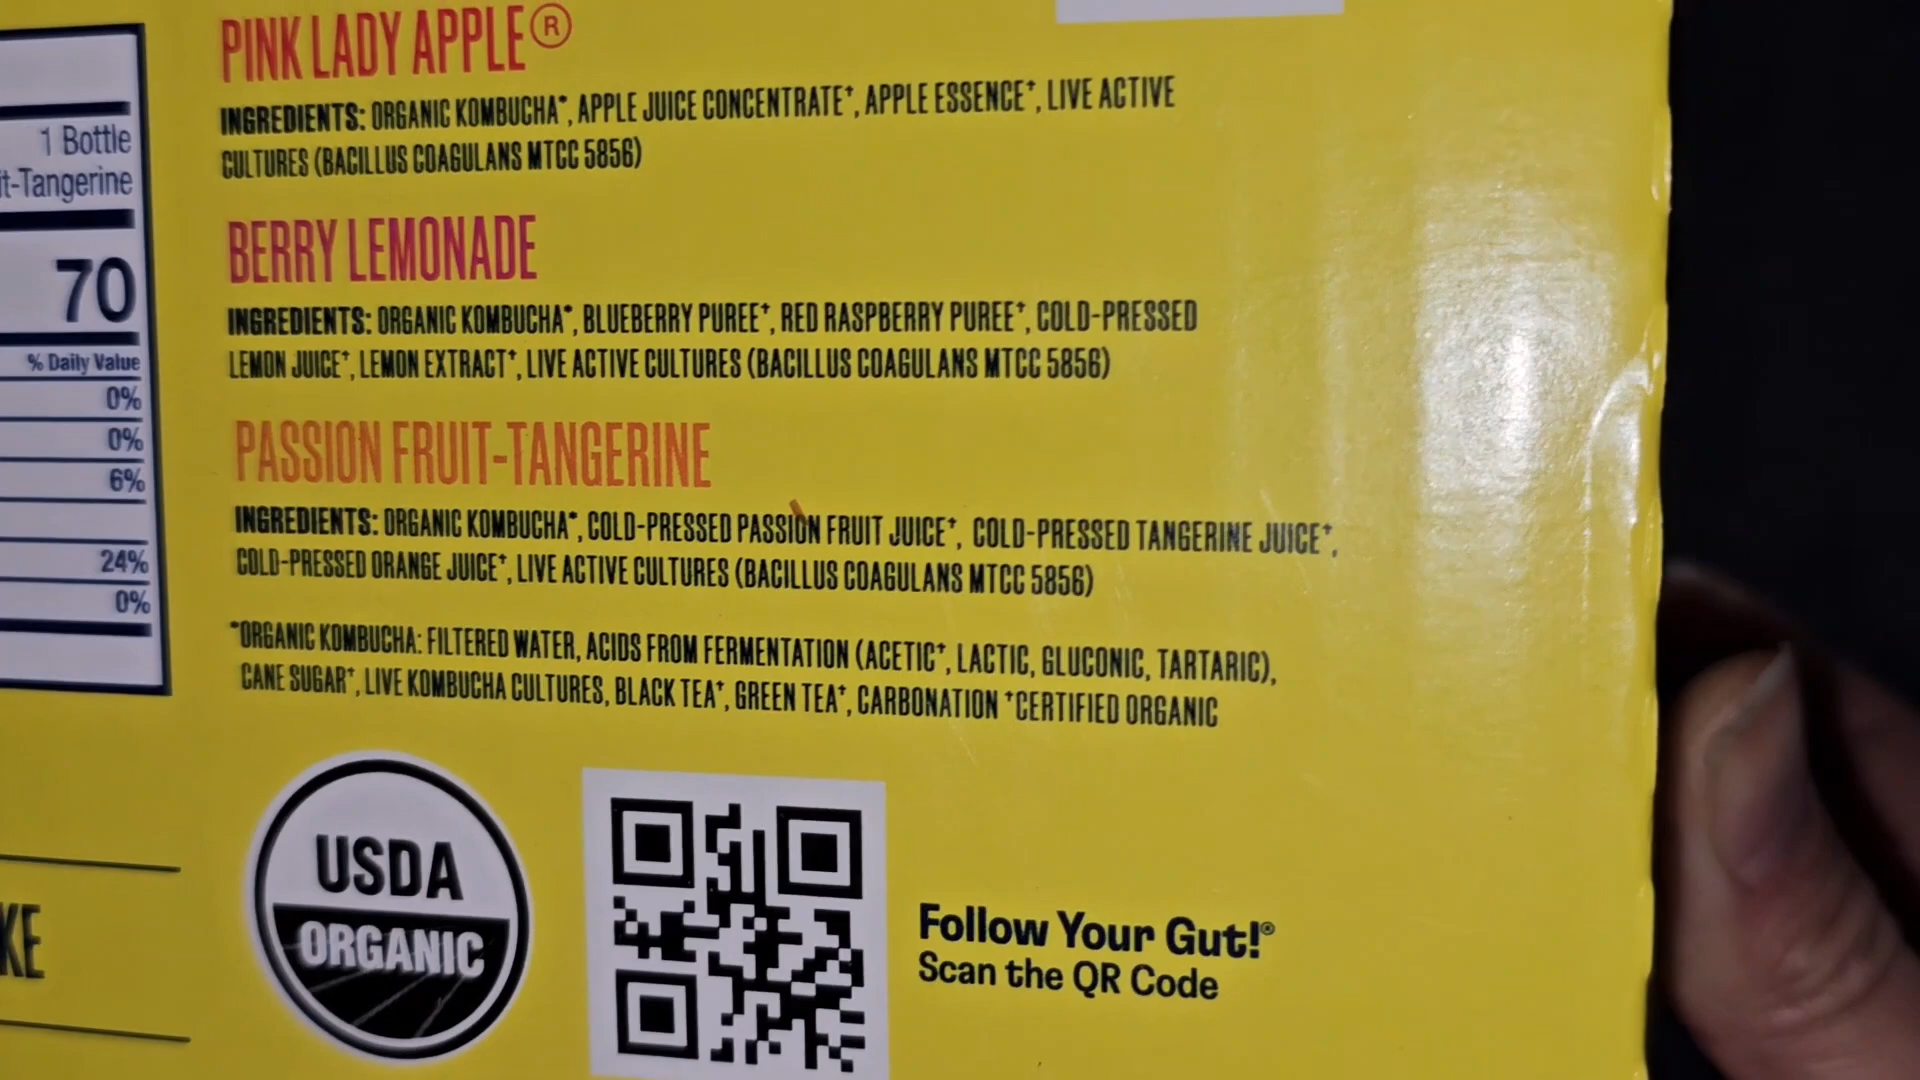 PINK LADY APPLE®
INGREDIENTS: ORGANIC KOMBUCHA*, APPLE JUICE CONCENTRATE⁺, APPLE ESSENCE⁺, LIVE ACTIVE
CULTURES (BACILLUS COAGULANS MTCC 5856)
1 Bottle
it-Tangerine
BERRY LEMONADE
70
INGREDIENTS: ORGANIC KOMBUCHA*, BLUEBERRY PUREE⁺, RED RASPBERRY PUREE⁺, COLD-PRESSED
LEMON JUICE⁺, LEMON EXTRACT⁺, LIVE ACTIVE CULTURES (BACILLUS COAGULANS MTCC 5856)
% Daily Value
0%
0%
6%
24%
0%
PASSION FRUIT-TANGERINE
INGREDIENTS: ORGANIC KOMBUCHA*, COLD-PRESSED PASSION FRUIT JUICE⁺, COLD-PRESSED TANGERINE JUICE⁺,
COLD-PRESSED ORANGE JUICE⁺, LIVE ACTIVE CULTURES (BACILLUS COAGULANS MTCC 5856)
*ORGANIC KOMBUCHA: FILTERED WATER, ACIDS FROM FERMENTATION (ACETIC⁺, LACTIC, GLUCONIC, TARTARIC),
CANE SUGAR⁺, LIVE KOMBUCHA CULTURES, BLACK TEA⁺, GREEN TEA⁺, CARBONATION ⁺CERTIFIED ORGANIC
USDA
ORGANIC
KE
Follow Your Gut!®
Scan the QR Code